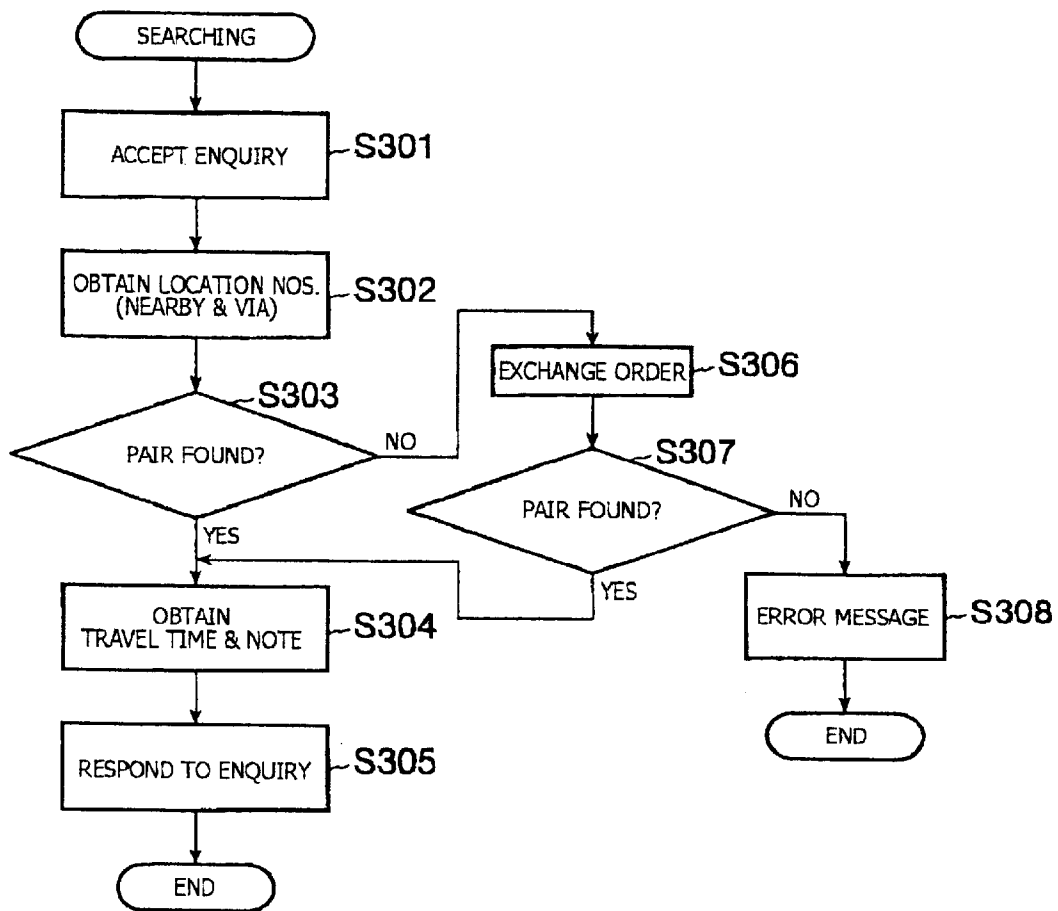 SEARCHING
ACCEPT ENQUIRY
S301
OBTAIN LOCATION NOS.
(NEARBY & VIA)
S302
S303
PAIR FOUND?
NO
YES
EXCHANGE ORDER
S306
S307
PAIR FOUND?
NO
YES
OBTAIN
TRAVEL TIME & NOTE
S304
ERROR MESSAGE
S308
RESPOND TO ENQUIRY
S305
END
END